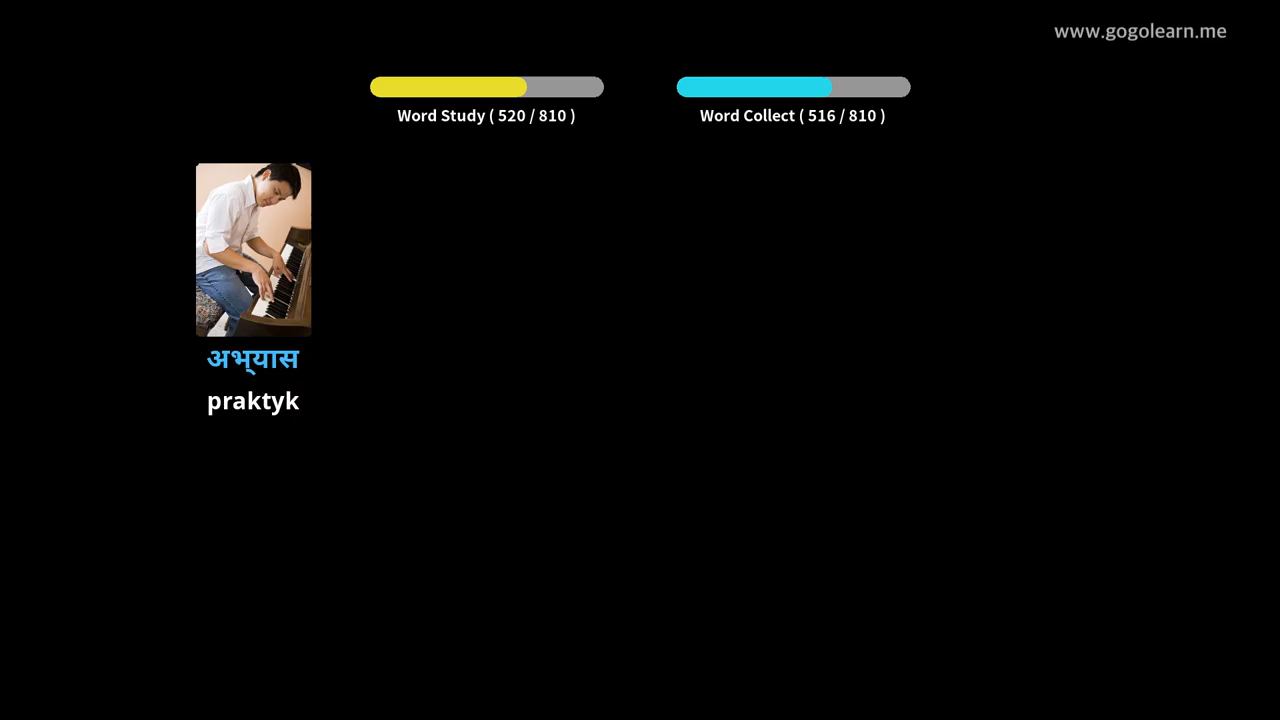 www.gogolearn.me
Word Study ( 520 / 810 )
Word Collect ( 516 / 810 )
अभ्यास
praktyk